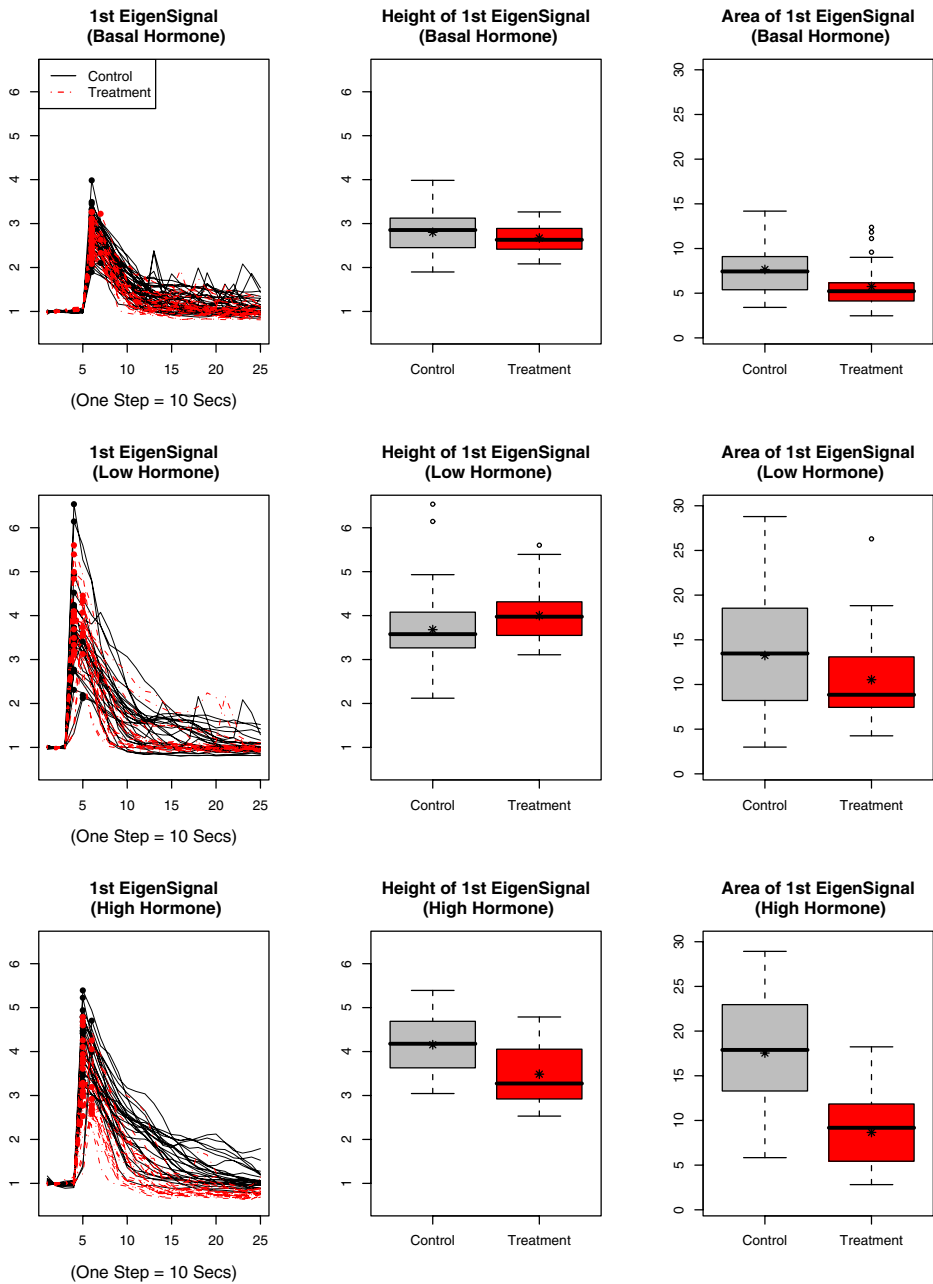 1st EigenSignal
(Basal Hormone)
Height of 1st EigenSignal
(Basal Hormone)
Area of 1st EigenSignal
(Basal Hormone)
Control
Treatment
1 2 3 4 5 6
5 10 15 20 25
(One Step = 10 Secs)
1 2 3 4 5 6
Control Treatment
0 5 10 15 20 25 30
Control Treatment
1st EigenSignal
(Low Hormone)
Height of 1st EigenSignal
(Low Hormone)
Area of 1st EigenSignal
(Low Hormone)
1 2 3 4 5 6
5 10 15 20 25
(One Step = 10 Secs)
1 2 3 4 5 6
Control Treatment
0 5 10 15 20 25 30
Control Treatment
1st EigenSignal
(High Hormone)
Height of 1st EigenSignal
(High Hormone)
Area of 1st EigenSignal
(High Hormone)
1 2 3 4 5 6
5 10 15 20 25
(One Step = 10 Secs)
1 2 3 4 5 6
Control Treatment
0 5 10 15 20 25 30
Control Treatment